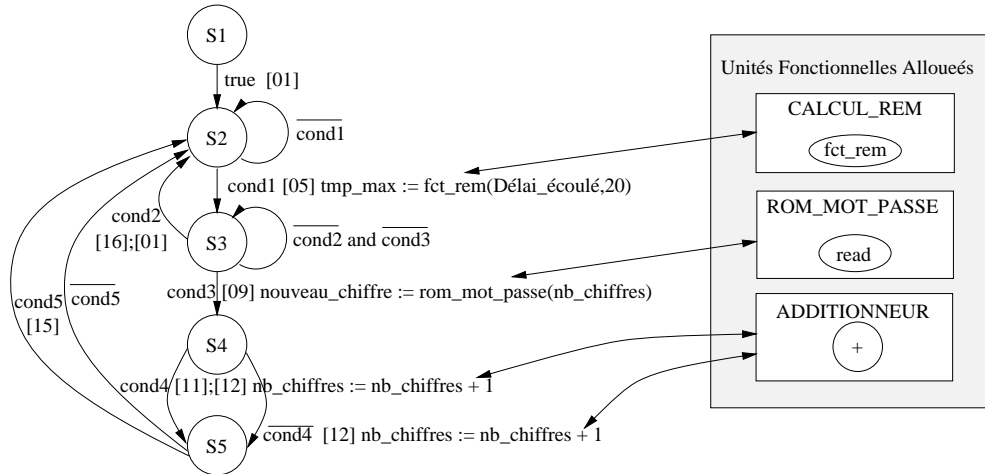 S1
true [01]
S2
cond1
cond1 [05] tmp_max := fct_rem(Délai_écoulé,20)
cond2
[16];[01]
S3
cond2 and cond3
cond3 [09] nouveau_chiffre := rom_mot_passe(nb_chiffres)
cond5
[15]
cond5
S4
cond4 [11];[12] nb_chiffres := nb_chiffres + 1
cond4 [12] nb_chiffres := nb_chiffres + 1
S5
Unités Fonctionnelles Alloueés
CALCUL_REM
fct_rem
ROM_MOT_PASSE
read
ADDITIONNEUR
+